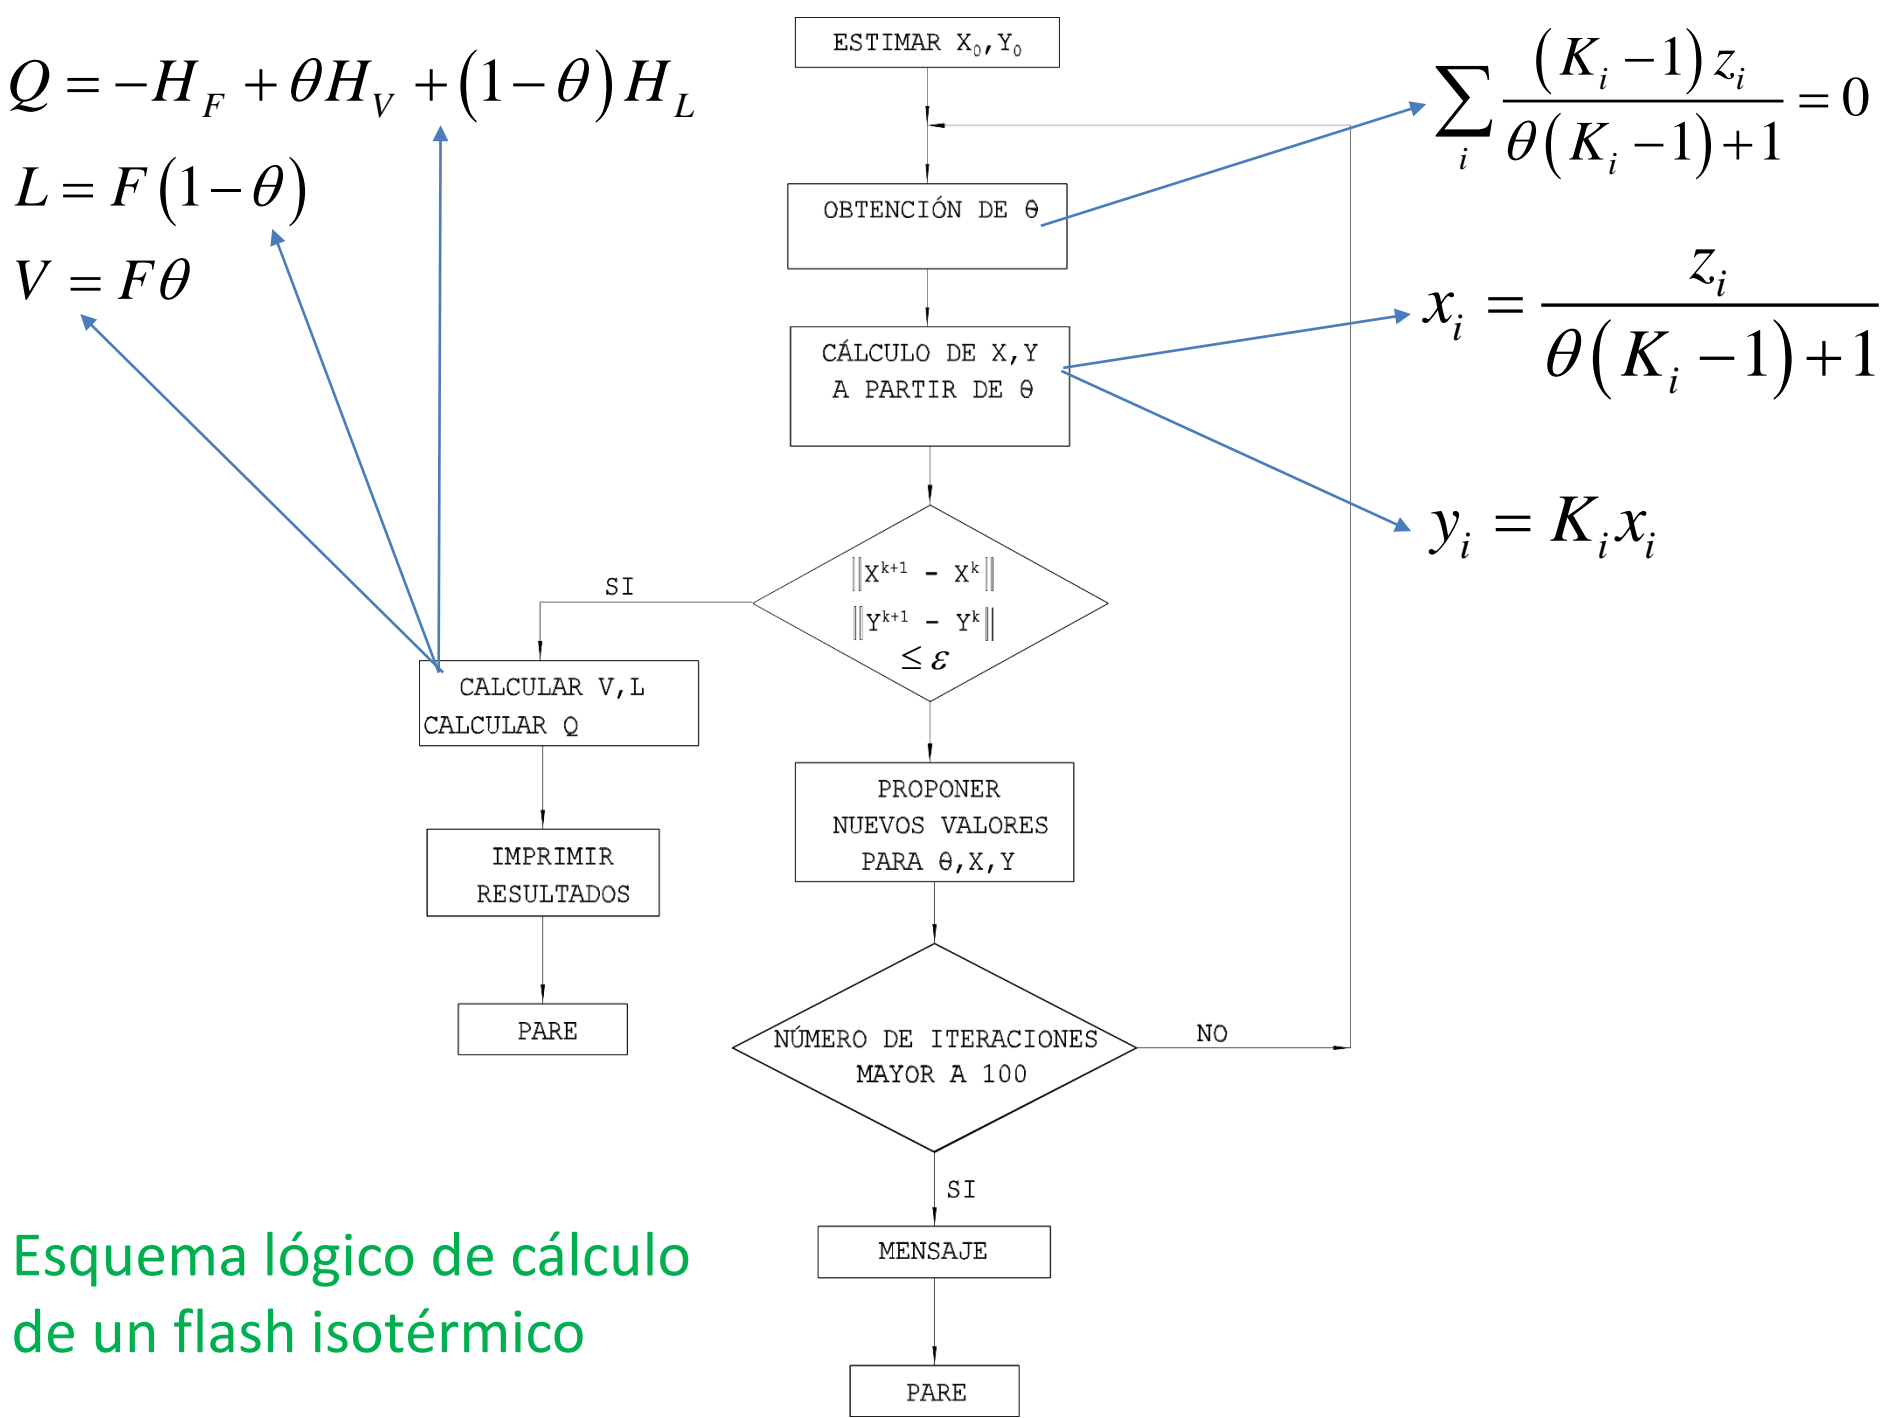 Q = −H_F + θH_V + (1−θ)H_L
L = F(1−θ)
V = Fθ
ESTIMAR X₀,Y₀
OBTENCIÓN DE θ
∑_i (K_i −1) z_i / (θ(K_i −1)+1) = 0
CÁLCULO DE X,Y
A PARTIR DE θ
x_i = z_i / (θ(K_i −1)+1)
y_i = K_i x_i
‖X^{k+1} − X^k‖
‖Y^{k+1} − Y^k‖
≤ ε
SI
CALCULAR V,L
CALCULAR Q
IMPRIMIR
RESULTADOS
PARE
PROPONER
NUEVOS VALORES
PARA θ,X,Y
NÚMERO DE ITERACIONES
MAYOR A 100
NO
SI
MENSAJE
PARE
Esquema lógico de cálculo
de un flash isotérmico